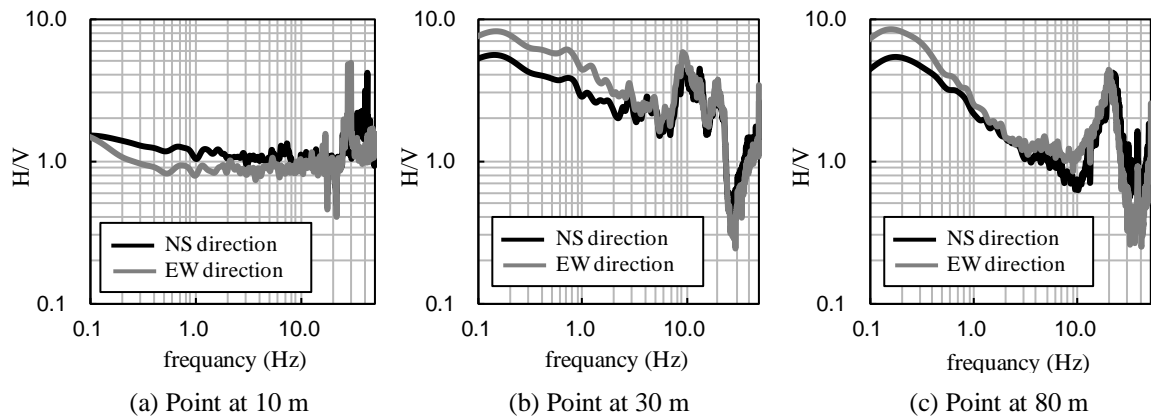 10.0
1.0
0.1
H/V
NS direction
EW direction
0.1
1.0
10.0
frequancy (Hz)
(a) Point at 10 m
10.0
1.0
0.1
H/V
NS direction
EW direction
0.1
1.0
10.0
frequancy (Hz)
(b) Point at 30 m
10.0
1.0
0.1
H/V
NS direction
EW direction
0.1
1.0
10.0
frequancy (Hz)
(c) Point at 80 m